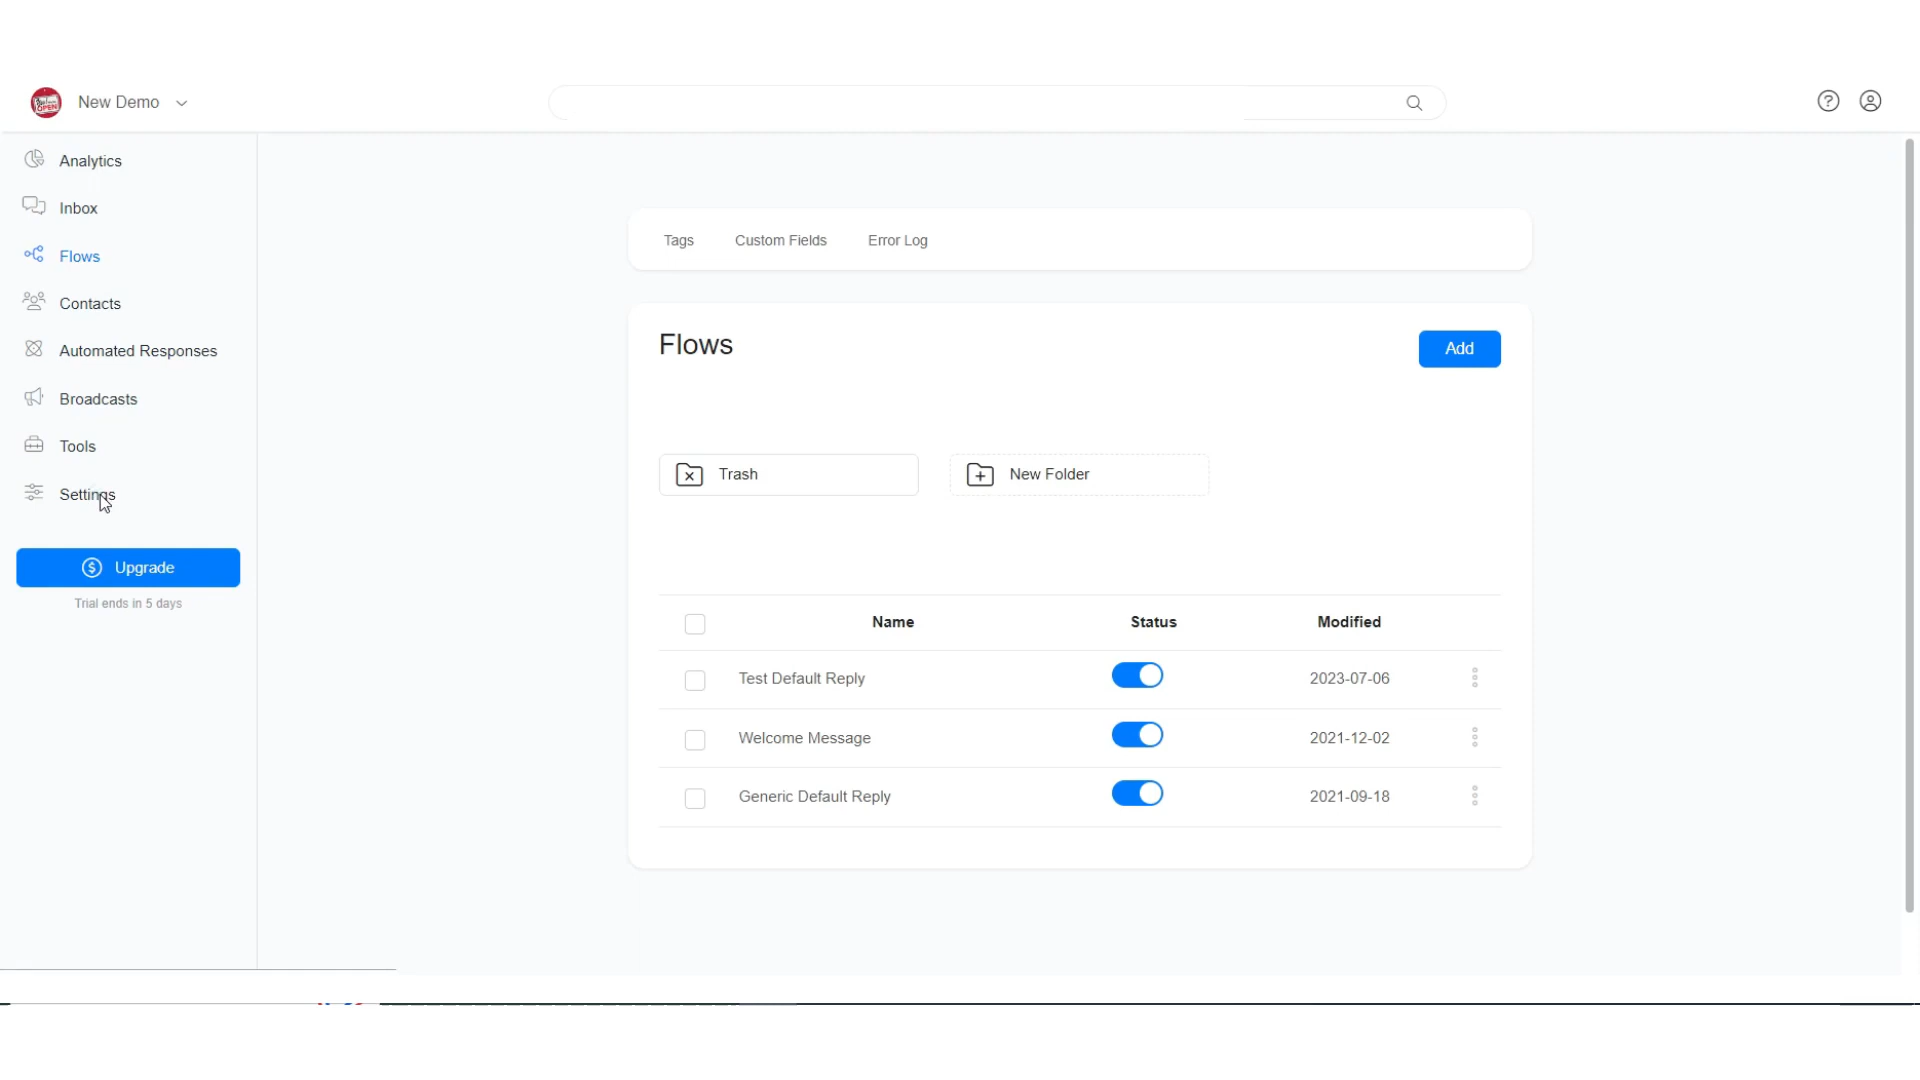 New Demo
Analytics
Inbox
Flows
Contacts
Automated Responses
Broadcasts
Tools
Settings
Upgrade
Trial ends in 5 days
Tags Custom Fields Error Log
Flows
Add
Trash New Folder
Name Status Modified
Test Default Reply 2023-07-06
Welcome Message 2021-12-02
Generic Default Reply 2021-09-18